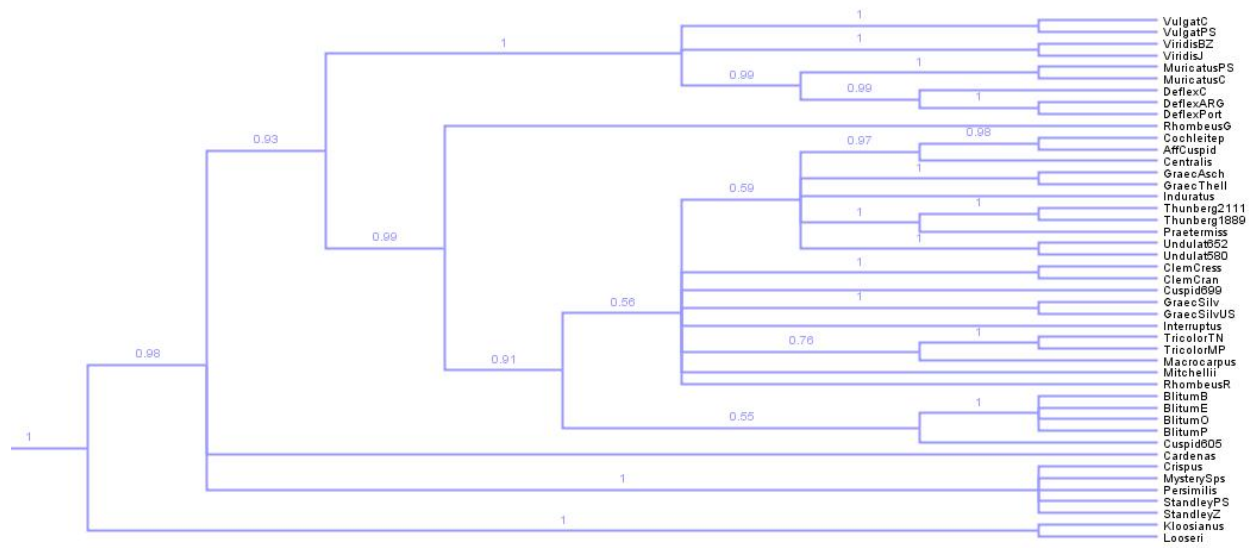 1
VulgatC
VulgatPS
1
1
ViridisBZ
ViridisJ
1
MuricatusPS
0.99
MuricatusC
0.99
DeflexC
1
DeflexARG
DeflexPort
RhombeusG
0.93
0.97
0.98
Cochleitep
AffCuspid
Centralis
1
GraecAsch
0.59
GraecThell
Induratus
1
Thunberg2111
1
Thunberg1889
Praetermiss
0.99
1
Undulat652
Undulat580
1
ClemCress
ClemCran
Cuspid699
0.56
1
GraecSilv
GraecSilvUS
Interruptus
1
TricolorTN
0.76
TricolorMP
0.98
0.91
Macrocarpus
Mitchellii
RhombeusR
1
BlitumB
BlitumE
0.55
BlitumO
BlitumP
1
Cuspid605
Cardenas
Crispus
1
MysterySps
Persimilis
StandleyPS
StandleyZ
1
Kloosianus
Looseri